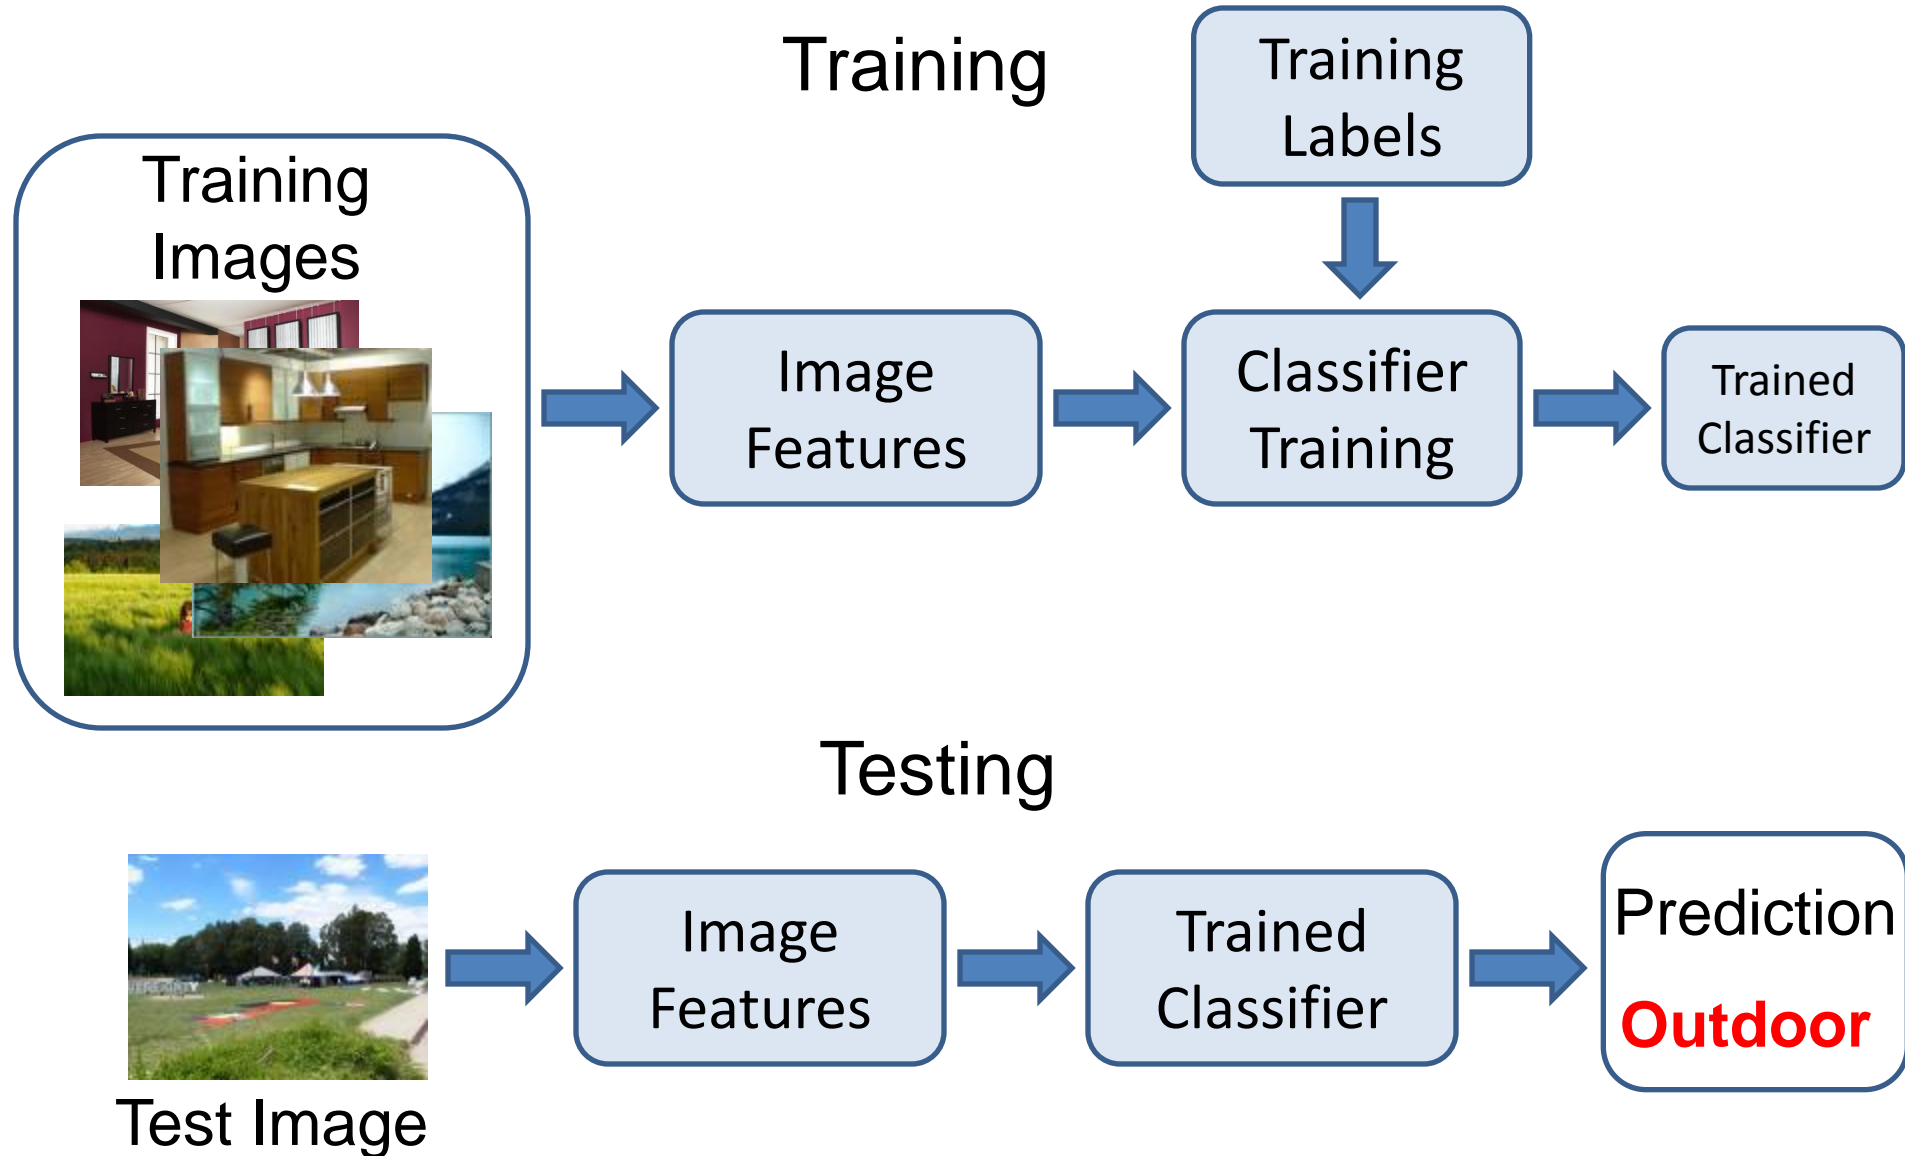 Training
Training
Labels
Training
Images
Image
Features
Classifier
Training
Trained
Classifier
Testing
Image
Features
Trained
Classifier
Prediction
Outdoor
Test Image